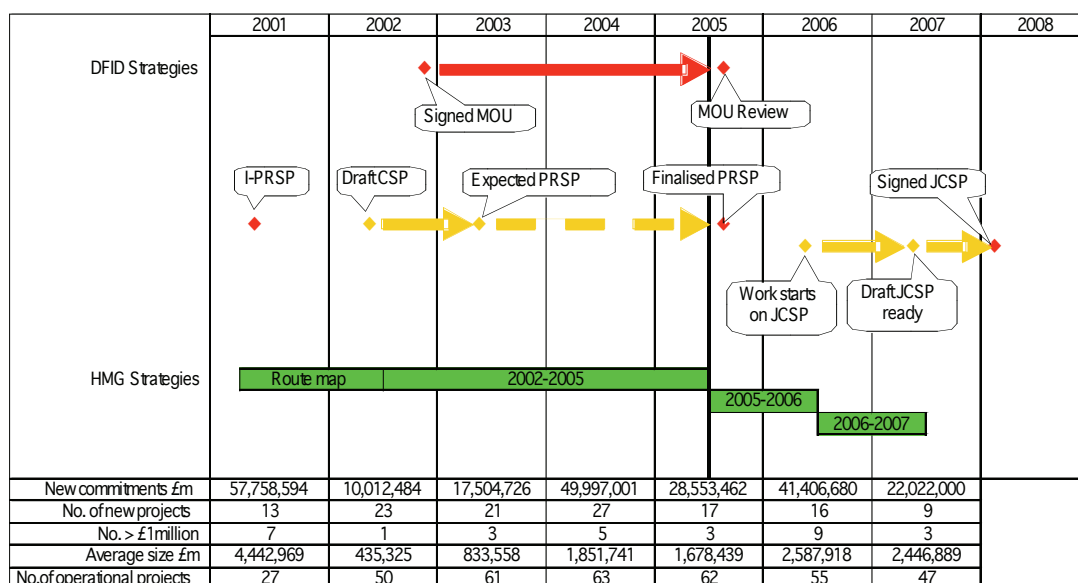 2001 2002 2003 2004 2005 2006 2007 2008
DFID Strategies
Signed MOU
MOU Review
I-PRSP
Draft CSP
Expected PRSP
Finalised PRSP
Signed JCSP
Work starts
on JCSP
Draft JCSP
ready
HMG Strategies
Route map
2002-2005
2005-2006
2006-2007
New commitments £m 57,758,594 10,012,484 17,504,726 49,997,001 28,553,462 41,406,680 22,022,000
No. of new projects 13 23 21 27 17 16 9
No. > £1million 7 1 3 5 3 9 3
Average size £m 4,442,969 435,325 833,558 1,851,741 1,678,439 2,587,918 2,446,889
No. of operational projects 27 50 61 63 62 55 47